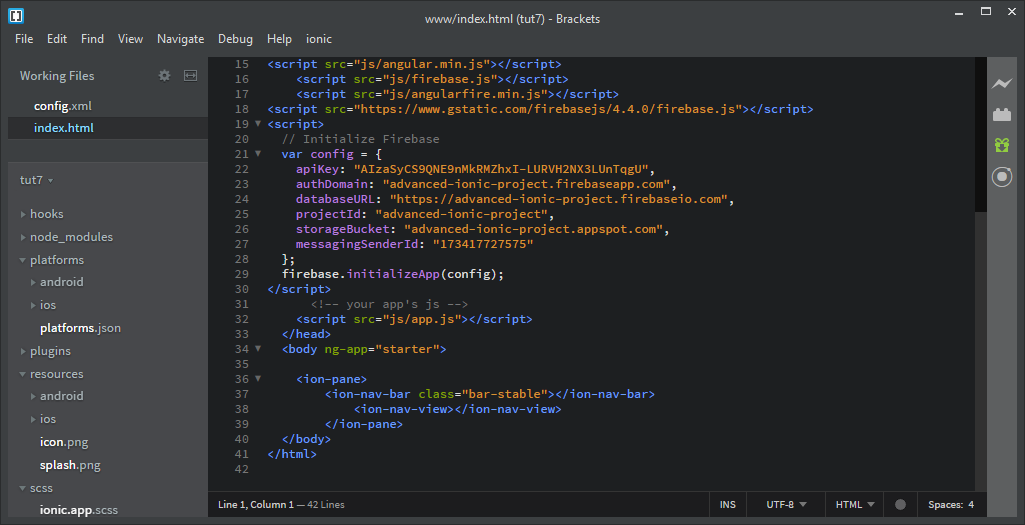 www/index.html (tut7) - Brackets
File Edit Find View Navigate Debug Help ionic
Working Files
config.xml
index.html
tut7
hooks
node_modules
platforms
android
ios
platforms.json
plugins
resources
android
ios
icon.png
splash.png
scss
ionic.app.scss
15 <script src="js/angular.min.js"></script>
16 <script src="js/firebase.js"></script>
17 <script src="js/angularfire.min.js"></script>
18 <script src="https://www.gstatic.com/firebasejs/4.4.0/firebase.js"></script>
19 <script>
20 // Initialize Firebase
21 var config = {
22 apiKey: "AIzaSyCS9QNE9nMkRMZhxI-LURVH2NX3LUnTqgU",
23 authDomain: "advanced-ionic-project.firebaseapp.com",
24 databaseURL: "https://advanced-ionic-project.firebaseio.com",
25 projectId: "advanced-ionic-project",
26 storageBucket: "advanced-ionic-project.appspot.com",
27 messagingSenderId: "173417727575"
28 };
29 firebase.initializeApp(config);
30 </script>
31 <!-- your app's js -->
32 <script src="js/app.js"></script>
33 </head>
34 <body ng-app="starter">
35
36 <ion-pane>
37 <ion-nav-bar class="bar-stable"></ion-nav-bar>
38 <ion-nav-view></ion-nav-view>
39 </ion-pane>
40 </body>
41 </html>
42
Line 1, Column 1 — 42 Lines INS UTF-8 HTML Spaces: 4